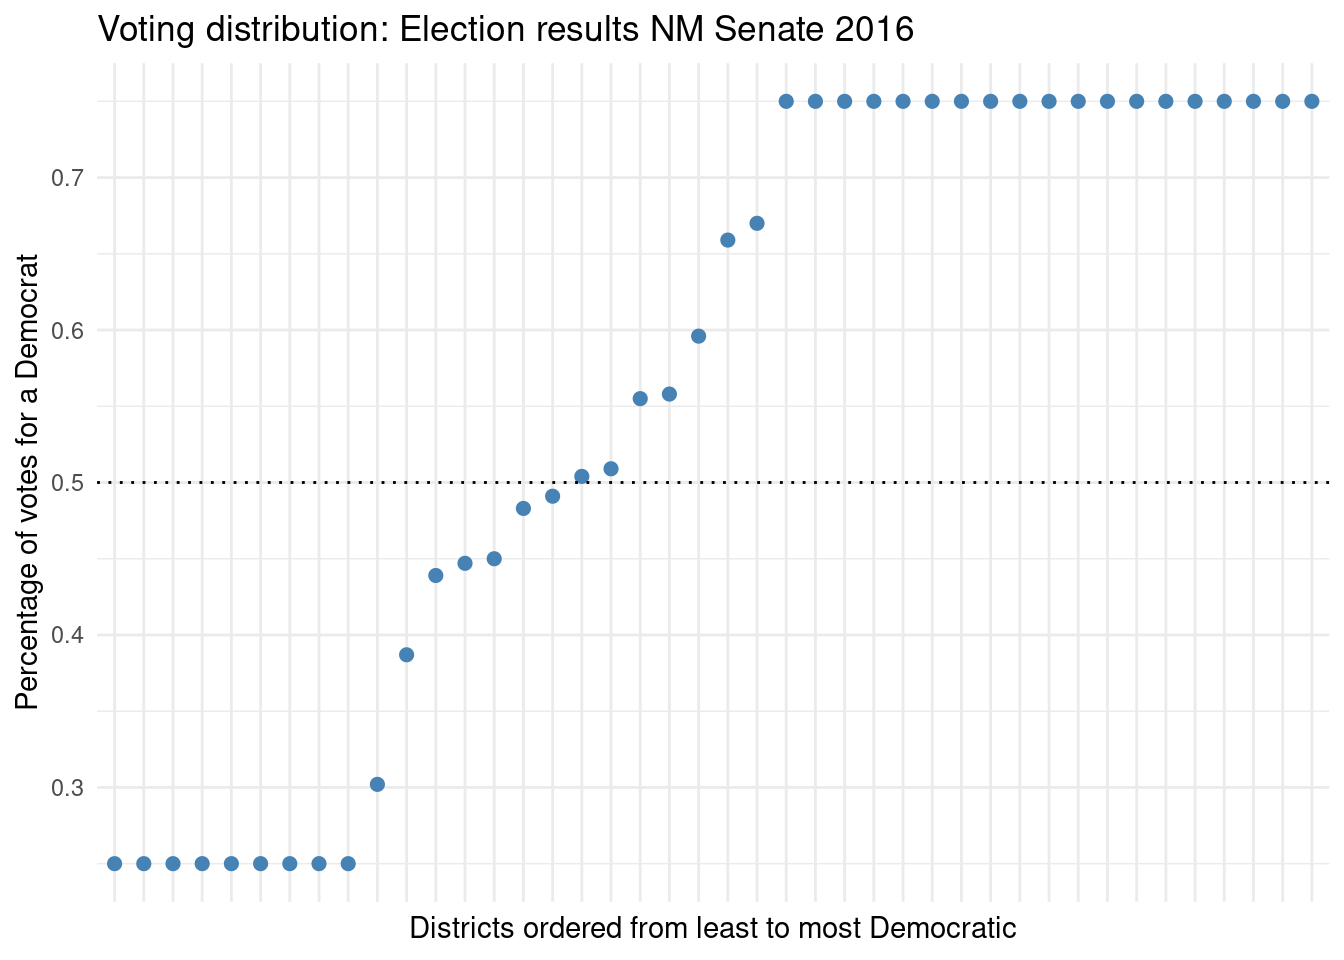 Voting distribution: Election results NM Senate 2016
Percentage of votes for a Democrat
0.7
0.6
0.5
0.4
0.3
Districts ordered from least to most Democratic